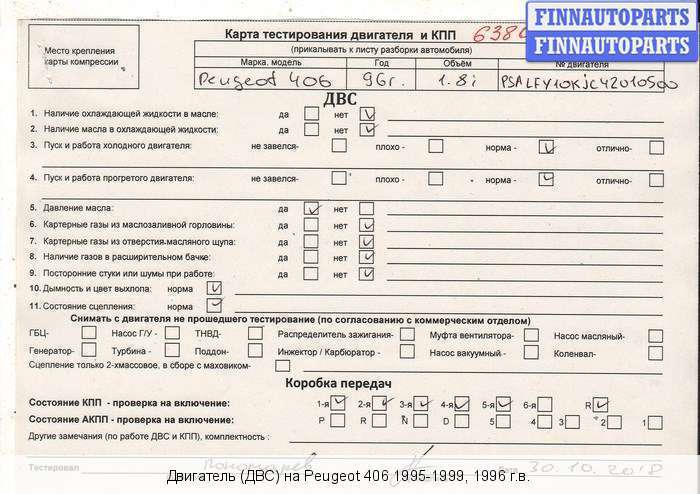 FINNAUTOPARTS
FINNAUTOPARTS
Место крепления
карты компрессии
Карта тестирования двигателя и КПП
(прикалывать к листу разборки автомобиля)
Марка. модель Год Объём № двигателя
Peugeot 406 96г. 1.8i
ДВС
1. Наличие охлаждающей жидкости в масле: да нет
2. Наличие масла в охлаждающей жидкости: да нет
3. Пуск и работа холодного двигателя: не завелся- плохо - норма - отлично-
4. Пуск и работа прогретого двигателя: не завелся- плохо - норма - отлично-
5. Давление масла: да нет
6. Картерные газы из маслозаливной горловины: да нет
7. Картерные газы из отверстия масляного щупа: да нет
8. Наличие газов в расширительном бачке: да нет
9. Посторонние стуки или шумы при работе: да нет
10. Дымность и цвет выхлопа: норма
11. Состояние сцепления: норма
Снимать с двигателя не прошедшего тестирование (по согласованию с коммерческим отделом)
ГБЦ- Насос Г/У - ТНВД- Распределитель зажигания- Муфта вентилятора- Насос масляный-
Генератор- Турбина - Поддон- Инжектор / Карбюратор - Насос вакуумный - Коленвал-
Сцепление только 2-хмассовое, в сборе с маховиком-
Коробка передач
Состояние КПП - проверка на включение: 1-я 2-я 3-я 4-я 5-я 6-я R
Состояние АКПП - проверка на включение: P R N D 5 4 3 2 1
Другие замечания (по работе ДВС и КПП), комплектность :
Тестировал Пономарев Дата 30.10.2018
Двигатель (ДВС) на Peugeot 406 1995-1999, 1996 г.в.